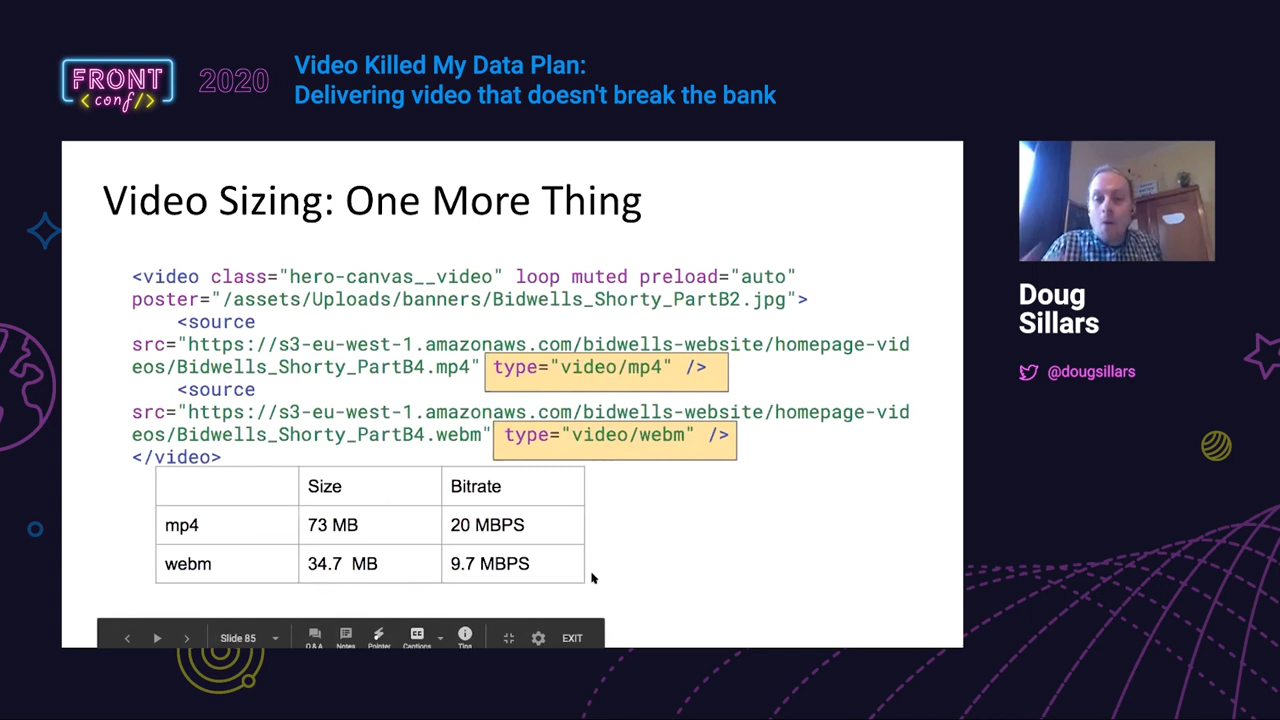 FRONT
<conf/>
2020
Video Killed My Data Plan:
Delivering video that doesn't break the bank
Video Sizing: One More Thing
<video class="hero-canvas__video" loop muted preload="auto"
poster="/assets/Uploads/banners/Bidwells_Shorty_PartB2.jpg">
<source
src="https://s3-eu-west-1.amazonaws.com/bidwells-website/homepage-vid
eos/Bidwells_Shorty_PartB4.mp4" type="video/mp4" />
<source
src="https://s3-eu-west-1.amazonaws.com/bidwells-website/homepage-vid
eos/Bidwells_Shorty_PartB4.webm" type="video/webm" />
</video>
Size Bitrate
mp4 73 MB 20 MBPS
webm 34.7 MB 9.7 MBPS
Slide 85 Q&A Notes Pointer Captions Tips EXIT
Doug
Sillars
@dougsillars